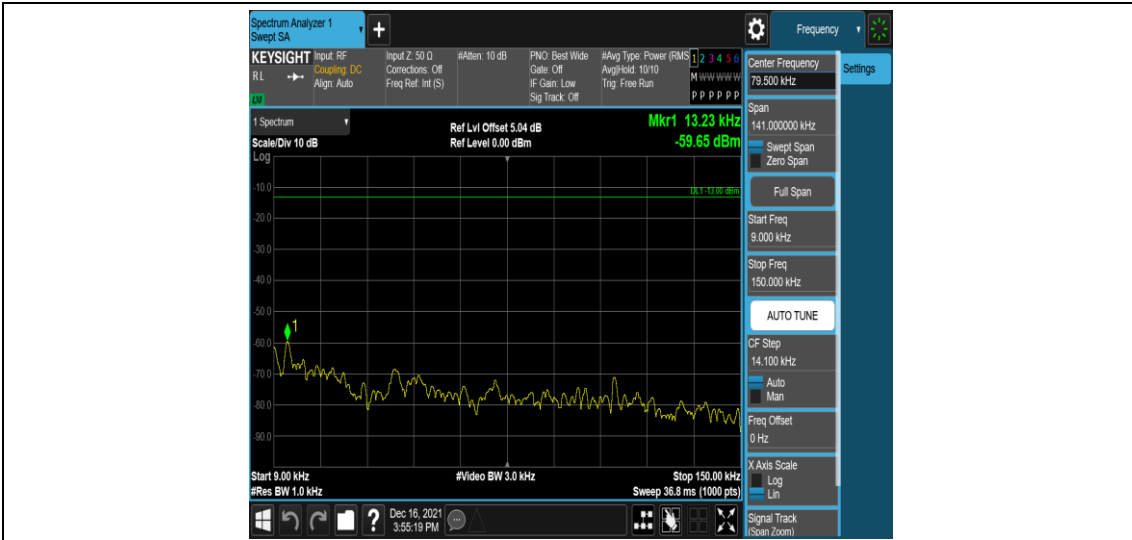 Spectrum Analyzer 1
Swept SA
+
Frequency
KEYSIGHT
RL
LXI
Input: RF
Coupling: DC
Align: Auto
Input Z: 50 Ω
Corrections: Off
Freq Ref: Int (S)
#Atten: 10 dB
PNO: Best Wide
Gate: Off
IF Gain: Low
Sig Track: Off
#Avg Type: Power (RMS
Avg|Hold: 10/10
Trig: Free Run
1 2 3 4 5 6
M W W W W W
P P P P P P
1 Spectrum
Scale/Div 10 dB
Log
Ref Lvl Offset 5.04 dB
Ref Level 0.00 dBm
Mkr1 13.23 kHz
-59.65 dBm
DL1 -13.00 dBm
-10.0
-20.0
-30.0
-40.0
-50.0
-60.0
-70.0
-80.0
-90.0
1
Start 9.00 kHz
#Res BW 1.0 kHz
#Video BW 3.0 kHz
Stop 150.00 kHz
Sweep 36.8 ms (1000 pts)
Center Frequency
79.500 kHz
Settings
Span
141.000000 kHz
Swept Span
Zero Span
Full Span
Start Freq
9.000 kHz
Stop Freq
150.000 kHz
AUTO TUNE
CF Step
14.100 kHz
Auto
Man
Freq Offset
0 Hz
X Axis Scale
Log
Lin
Signal Track
(Span Zoom)
?
Dec 16, 2021
3:55:19 PM